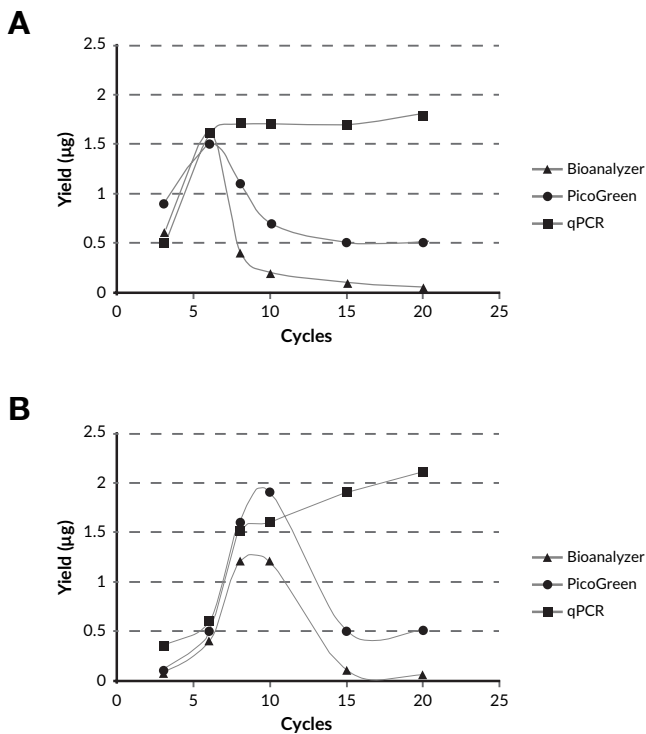 A
2.5
2
1.5
1
0.5
0
Yield (µg)
0 5 10 15 20 25
Cycles
Bioanalyzer
PicoGreen
qPCR
B
2.5
2
1.5
1
0.5
0
Yield (µg)
0 5 10 15 20 25
Cycles
Bioanalyzer
PicoGreen
qPCR